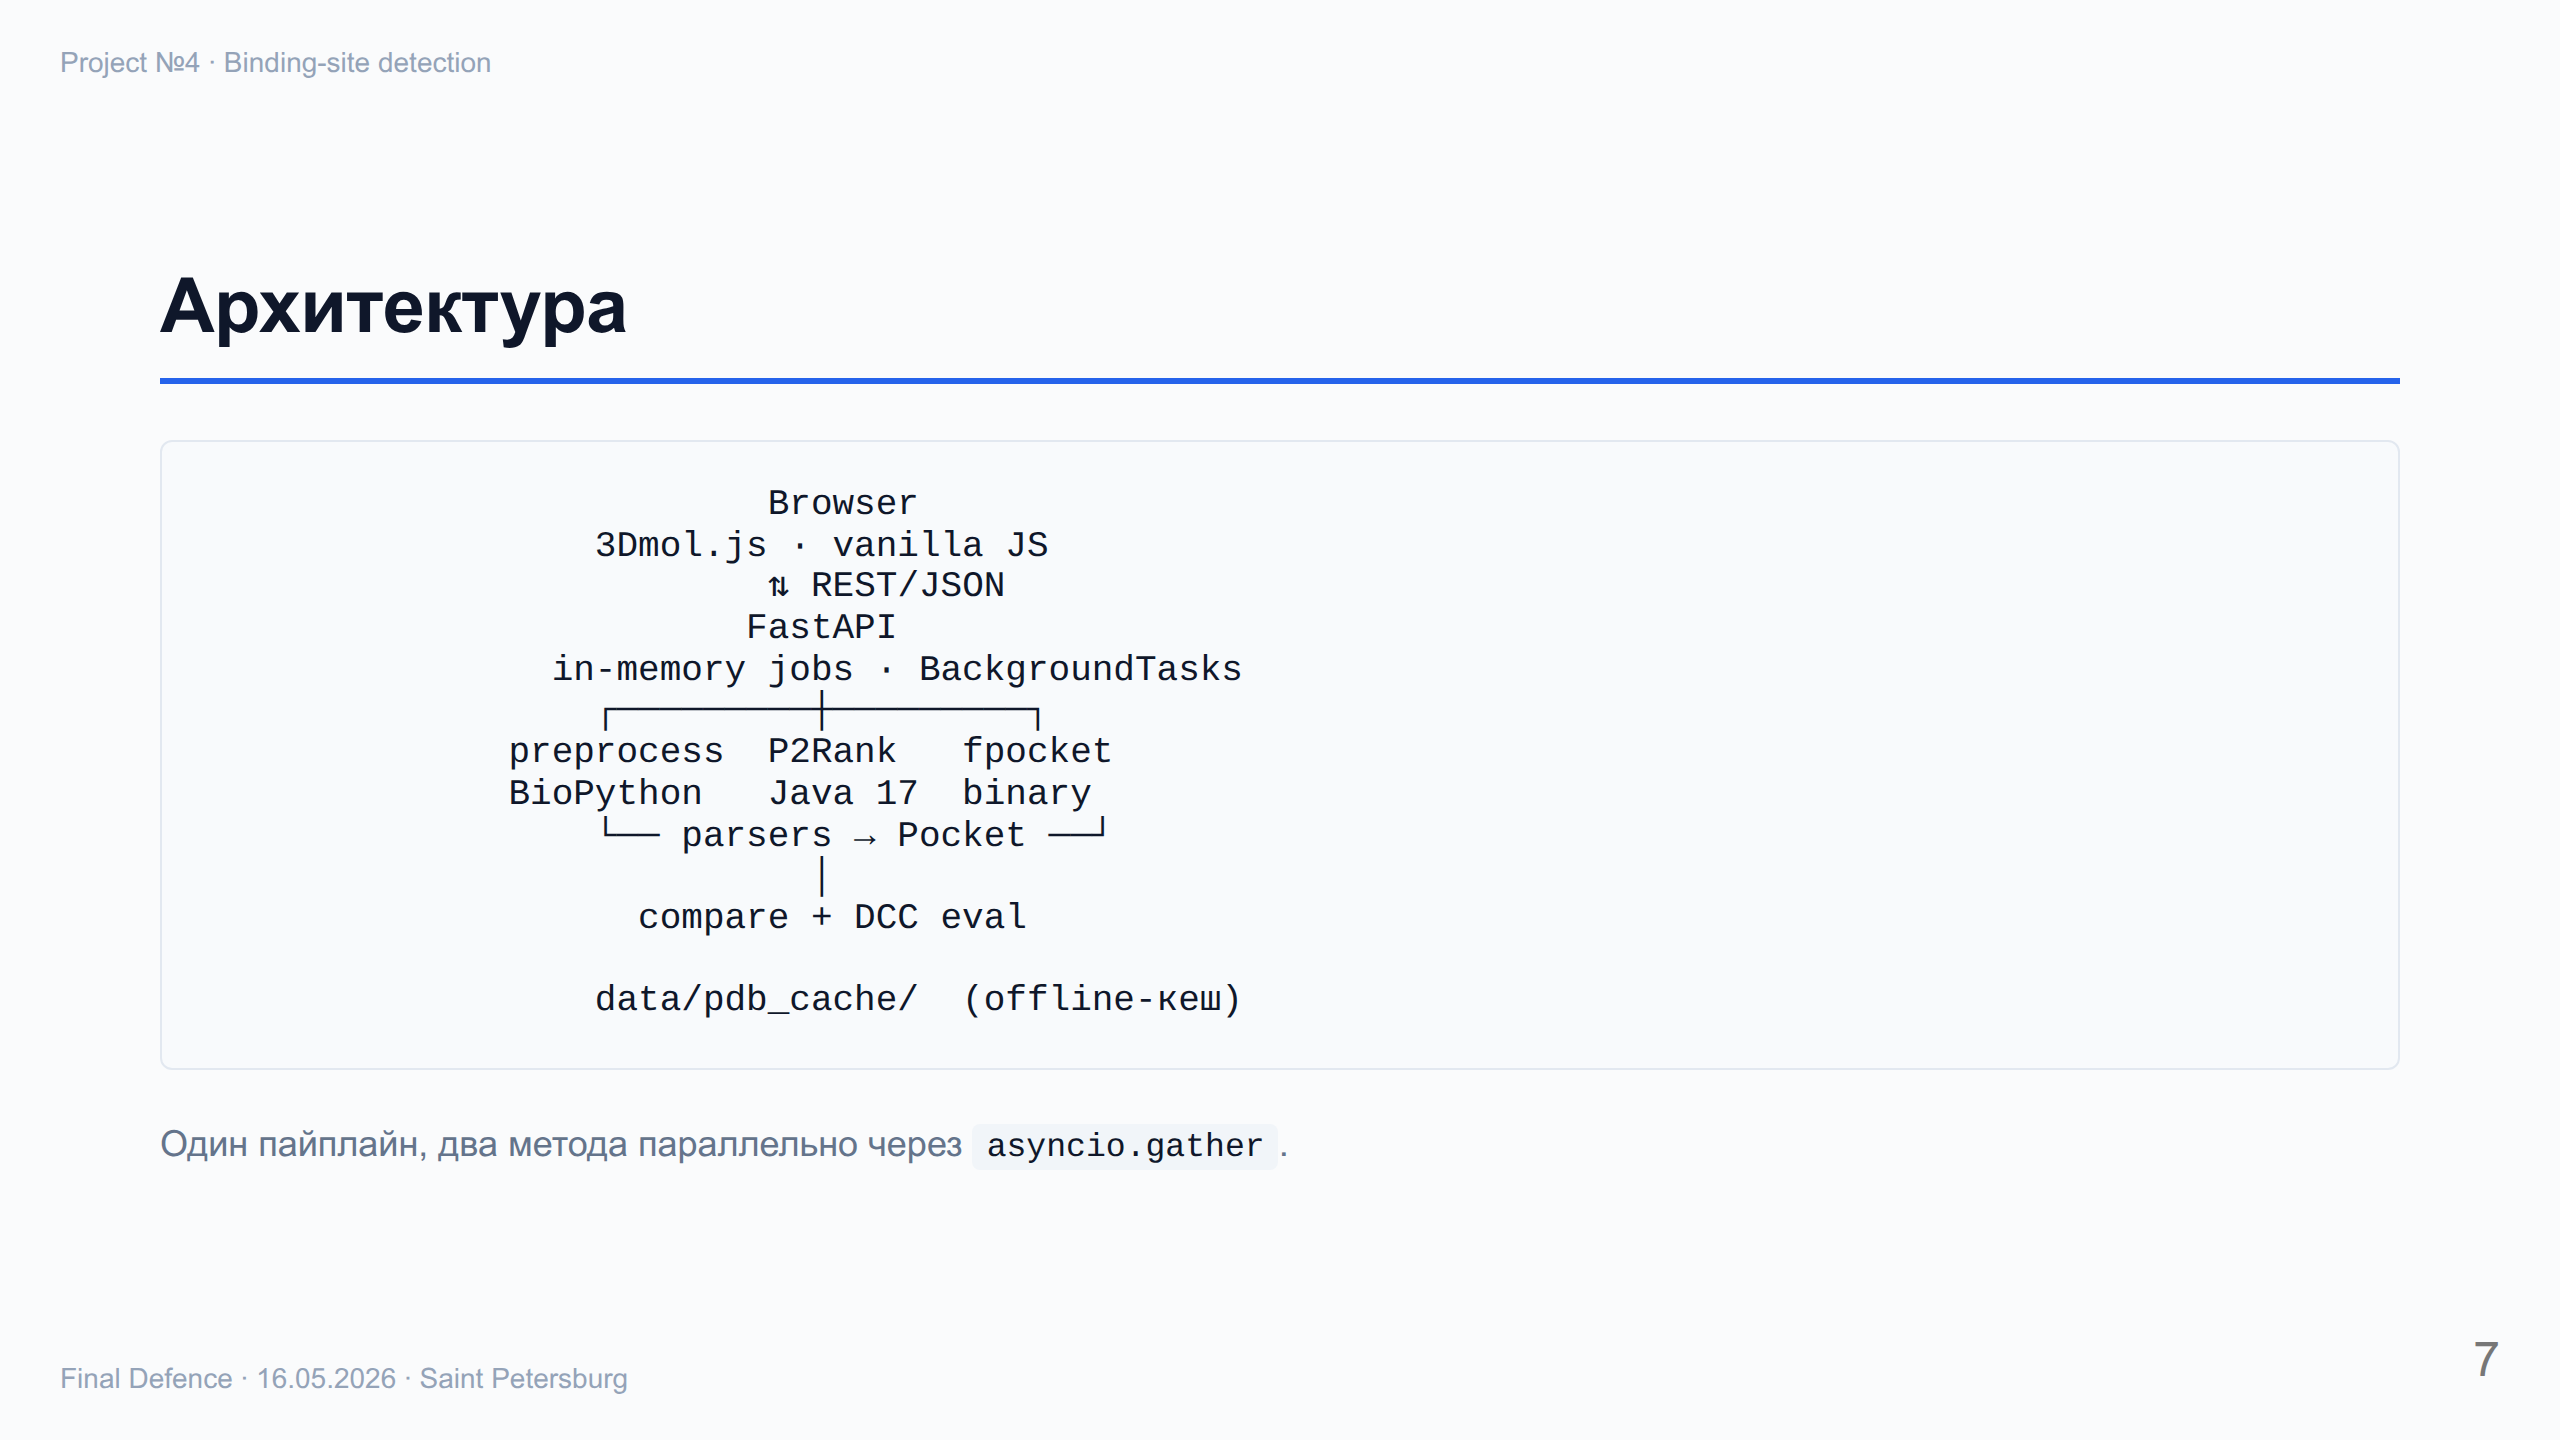 Project №4 · Binding-site detection
Архитектура
Browser
3Dmol.js · vanilla JS
⇅ REST/JSON
FastAPI
in-memory jobs · BackgroundTasks
┌──────────┼──────────┐
preprocess  P2Rank   fpocket
BioPython   Java 17  binary
└── parsers → Pocket ──┘
│
compare + DCC eval
data/pdb_cache/  (offline-кеш)
Один пайплайн, два метода параллельно через asyncio.gather.
Final Defence · 16.05.2026 · Saint Petersburg
7